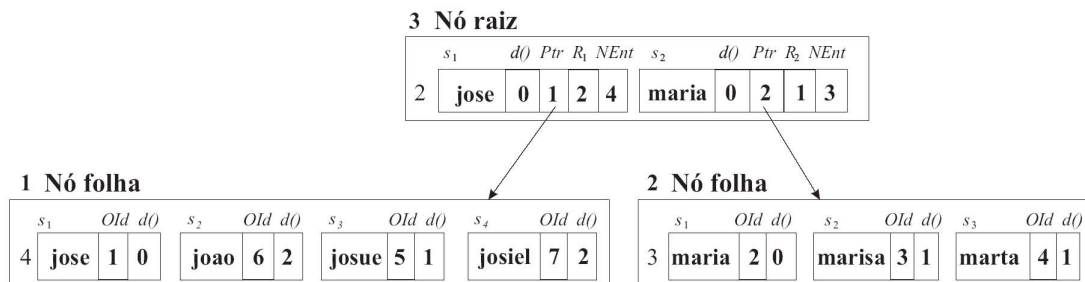 3 Nó raiz
s₁ d() Ptr R₁ NEnt s₂ d() Ptr R₂ NEnt
2 jose 0 1 2 4 maria 0 2 1 3
1 Nó folha 2 Nó folha
s₁ OId d() s₂ OId d() s₃ OId d() s₄ OId d() s₁ OId d() s₂ OId d() s₃ OId d()
4 jose 1 0 joao 6 2 josue 5 1 josiel 7 2 3 maria 2 0 marisa 3 1 marta 4 1